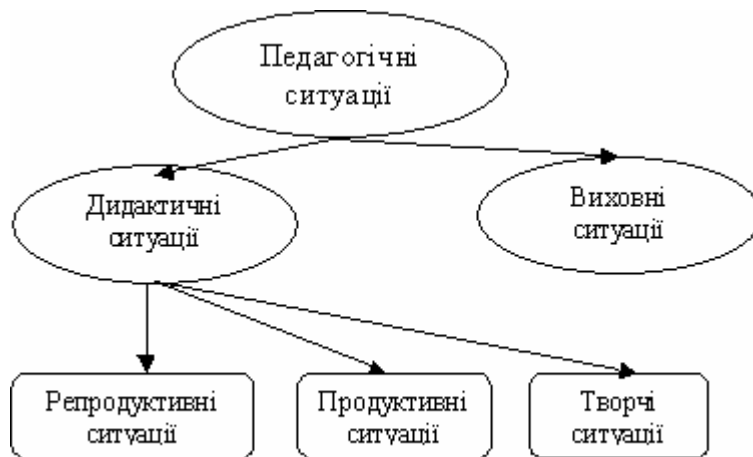 Педагогічні
ситуації
Дидактичні
ситуації
Виховні
ситуації
Репродуктивні
ситуації
Продуктивні
ситуації
Творчі
ситуації